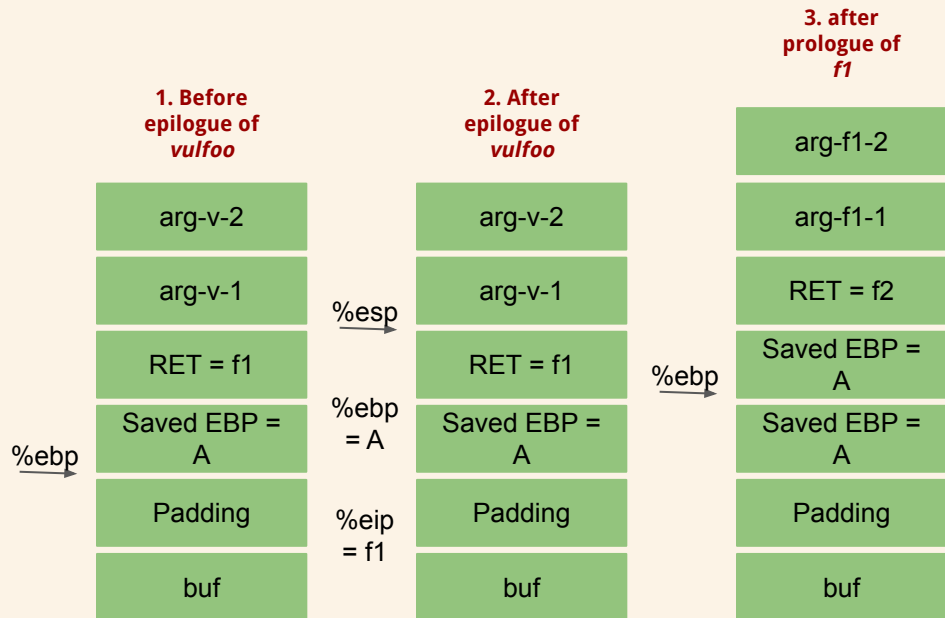 1. Before
epilogue of
vulfoo
arg-v-2
arg-v-1
RET = f1
Saved EBP =
A
Padding
buf
%ebp
2. After
epilogue of
vulfoo
arg-v-2
arg-v-1
RET = f1
Saved EBP =
A
Padding
buf
%esp
%ebp
= A
%eip
= f1
3. after
prologue of
f1
arg-f1-2
arg-f1-1
RET = f2
Saved EBP =
A
Saved EBP =
A
Padding
buf
%ebp